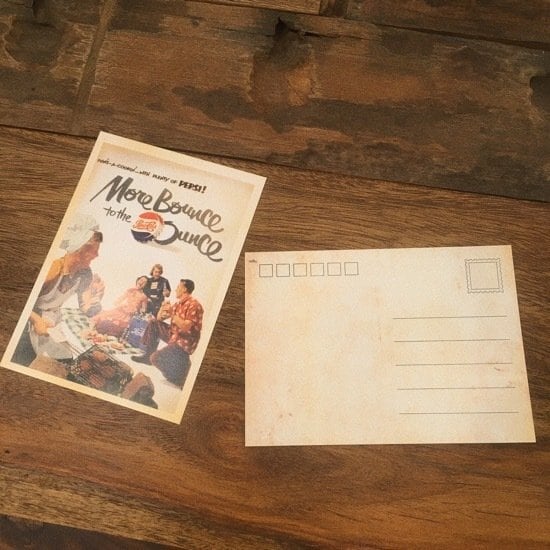 WITH PLENTY OF PEPSI!
More Bounce
to the
Ounce